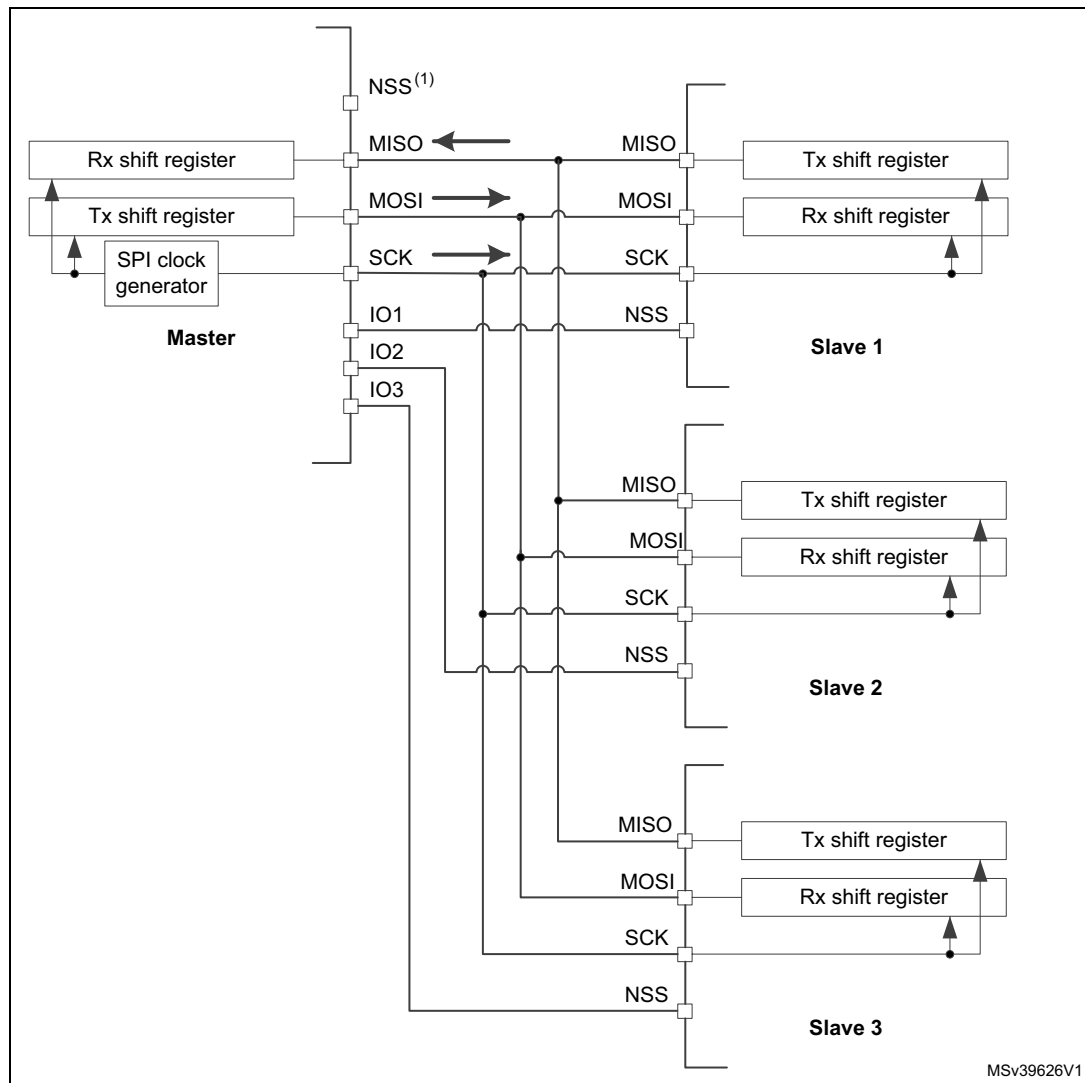 NSS(1)
MISO
MOSI
SCK
IO1
IO2
IO3
Rx shift register
Tx shift register
SPI clock
generator
Master
MISO
MOSI
SCK
NSS
Tx shift register
Rx shift register
Slave 1
MISO
MOSI
SCK
NSS
Tx shift register
Rx shift register
Slave 2
MISO
MOSI
SCK
NSS
Tx shift register
Rx shift register
Slave 3
MSv39626V1